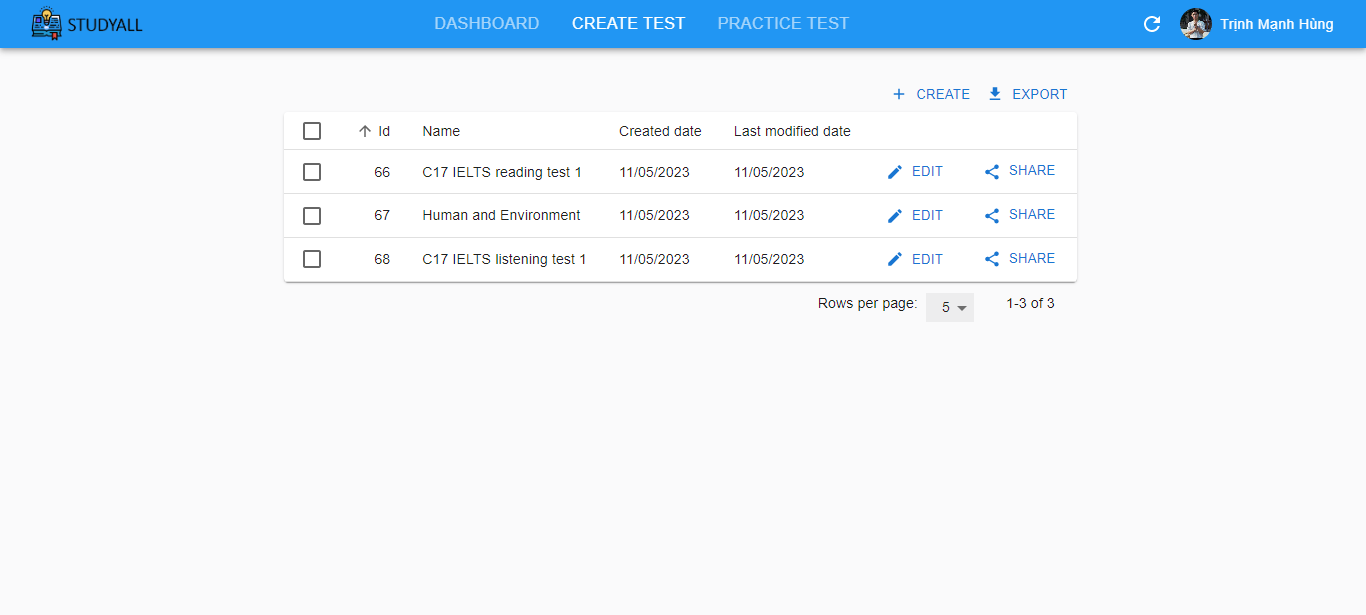 STUDYALL DASHBOARD CREATE TEST PRACTICE TEST Trịnh Mạnh Hùng
CREATE EXPORT
Id Name Created date Last modified date
66 C17 IELTS reading test 1 11/05/2023 11/05/2023 EDIT SHARE
67 Human and Environment 11/05/2023 11/05/2023 EDIT SHARE
68 C17 IELTS listening test 1 11/05/2023 11/05/2023 EDIT SHARE
Rows per page: 5 1-3 of 3